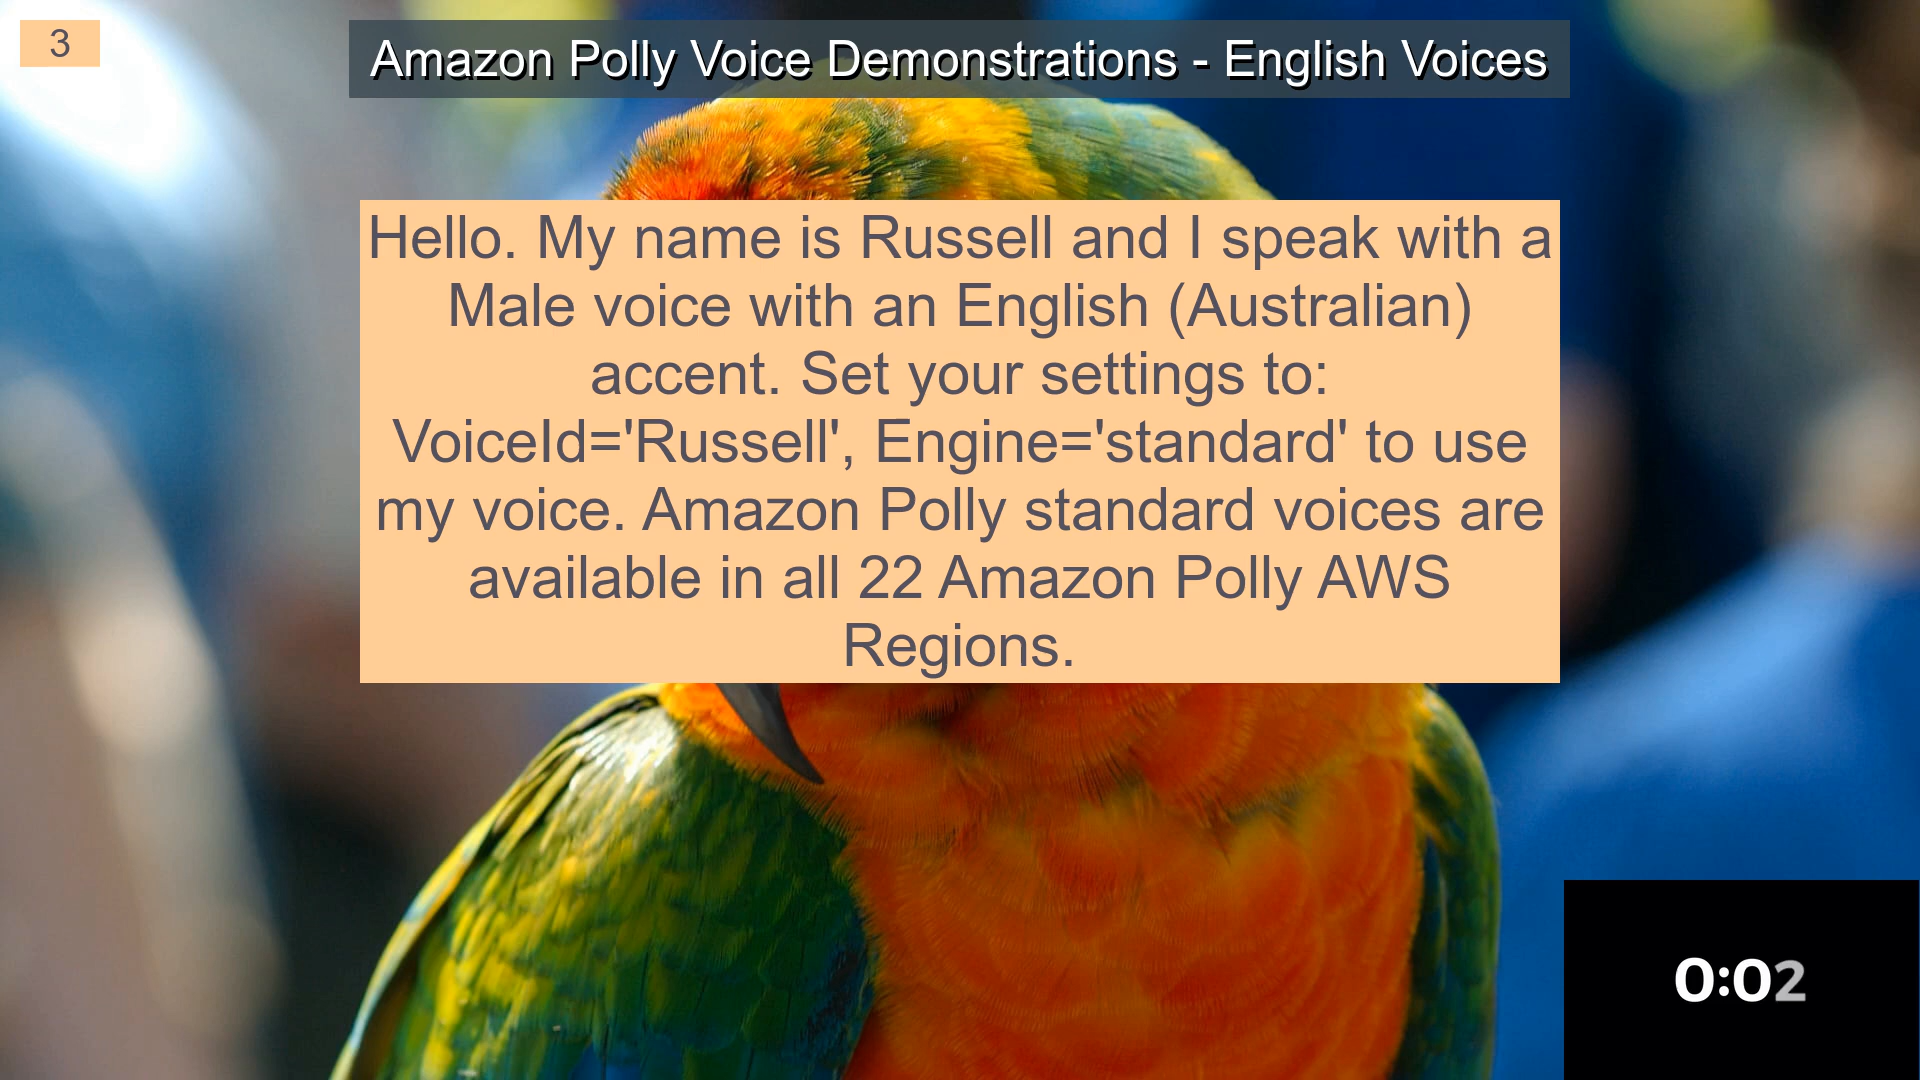 3
Amazon Polly Voice Demonstrations - English Voices
Hello. My name is Russell and I speak with a
Male voice with an English (Australian)
accent. Set your settings to:
VoiceId='Russell', Engine='standard' to use
my voice. Amazon Polly standard voices are
available in all 22 Amazon Polly AWS
Regions.
0:02